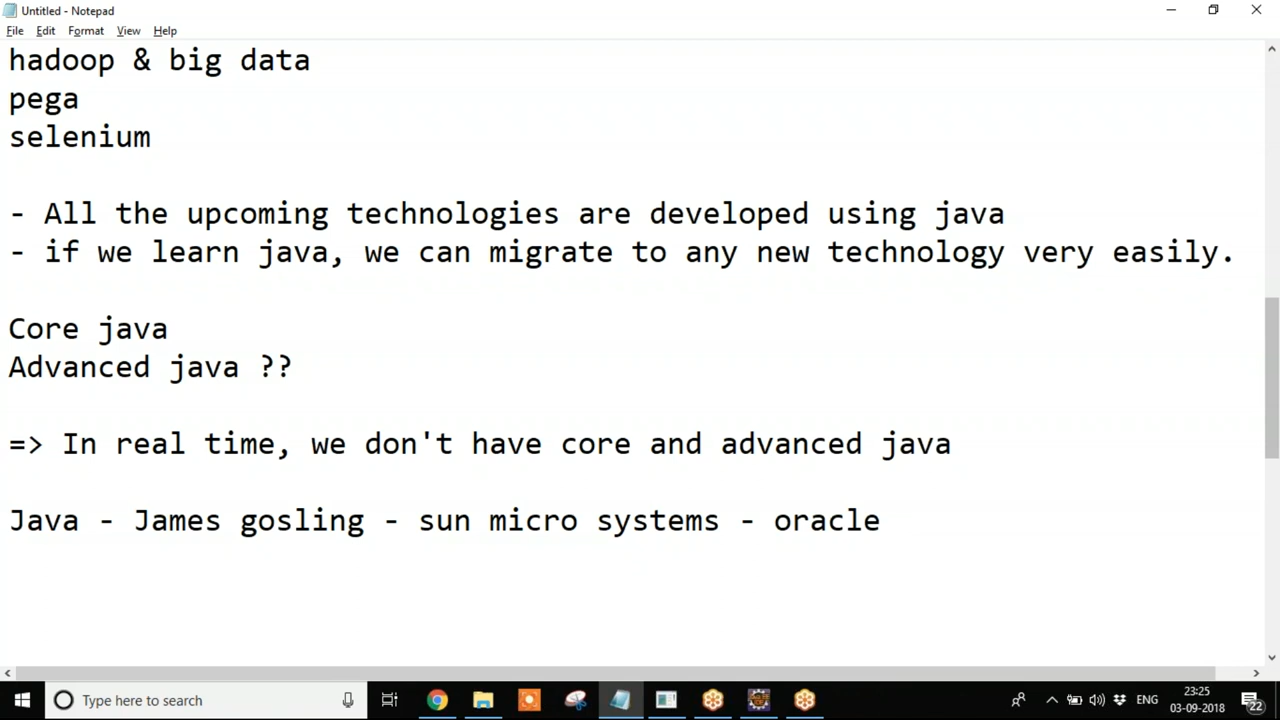 Untitled - Notepad
File Edit Format View Help
hadoop & big data
pega
selenium
- All the upcoming technologies are developed using java
- if we learn java, we can migrate to any new technology very easily.
Core java
Advanced java ??
=> In real time, we don't have core and advanced java
Java - James gosling - sun micro systems - oracle
Type here to search
ENG
23:25
03-09-2018
22